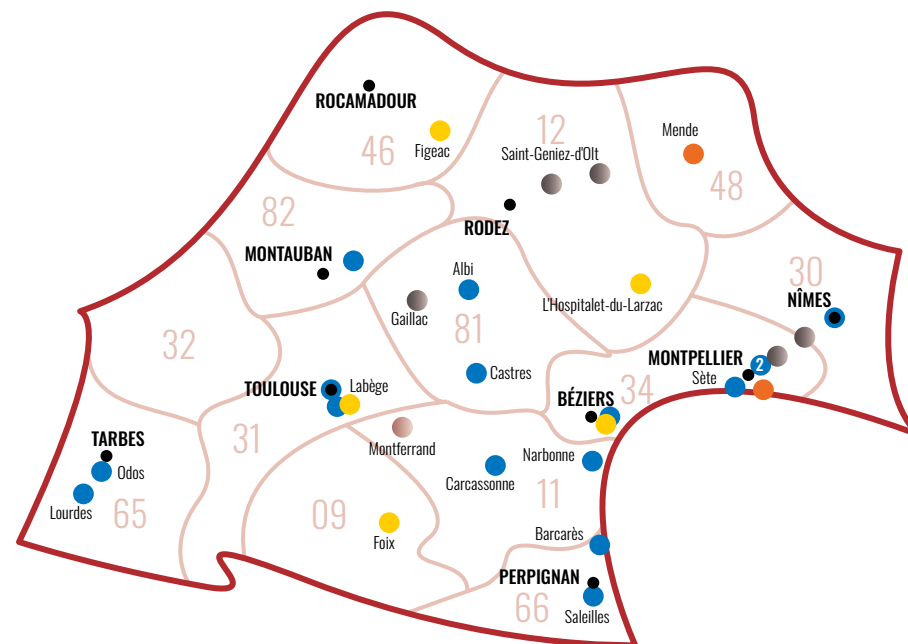 ROCAMADOUR
46
Figeac
12
Saint-Geniez-d'Olt
Mende
48
82
RODEZ
MONTAUBAN
Albi
30
NÎMES
L'Hospitalet-du-Larzac
Gaillac
81
32
MONTPELLIER
2
Sète
Castres
TOULOUSE
Labège
34
BÉZIERS
31
TARBES
Odos
Lourdes
65
Montferrand
Narbonne
Carcassonne
11
09
Foix
Barcarès
PERPIGNAN
66
Saleilles